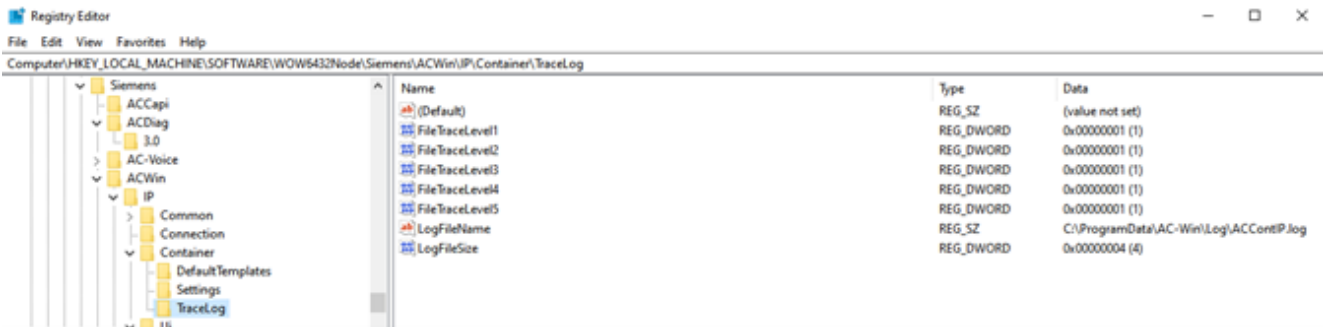 Registry Editor
File Edit View Favorites Help
Computer\HKEY_LOCAL_MACHINE\SOFTWARE\WOW6432Node\Siemens\ACWin\IP\Container\TraceLog
Siemens
ACCapi
ACDiag
3.0
AC-Voice
ACWin
IP
Common
Connection
Container
DefaultTemplates
Settings
TraceLog
Name Type Data
(Default) REG_SZ (value not set)
FileTraceLevel1 REG_DWORD 0x00000001 (1)
FileTraceLevel2 REG_DWORD 0x00000001 (1)
FileTraceLevel3 REG_DWORD 0x00000001 (1)
FileTraceLevel4 REG_DWORD 0x00000001 (1)
FileTraceLevel5 REG_DWORD 0x00000001 (1)
LogFileName REG_SZ C:\ProgramData\AC-Win\Log\ACContIP.log
LogFileSize REG_DWORD 0x00000004 (4)